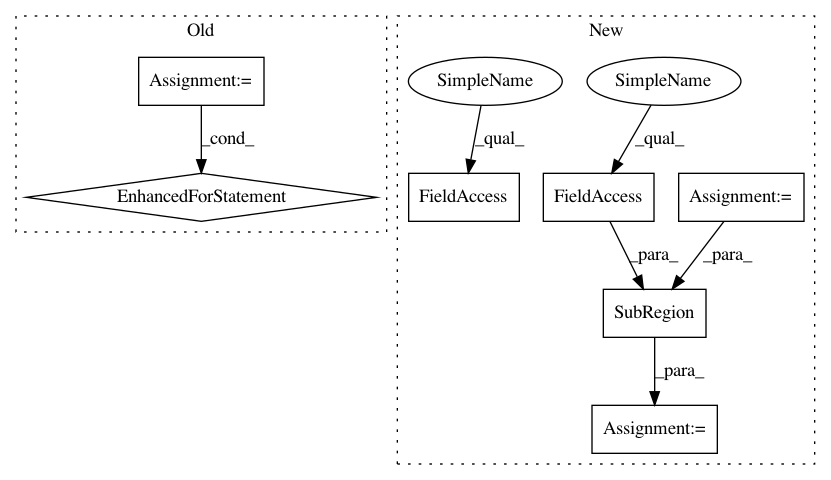 Old
New
Assignment:=
SimpleName
SimpleName
_cond_
_qual_
_qual_
EnhancedForStatement
FieldAccess
FieldAccess
Assignment:=
_para_
_para_
SubRegion
_para_
Assignment:=